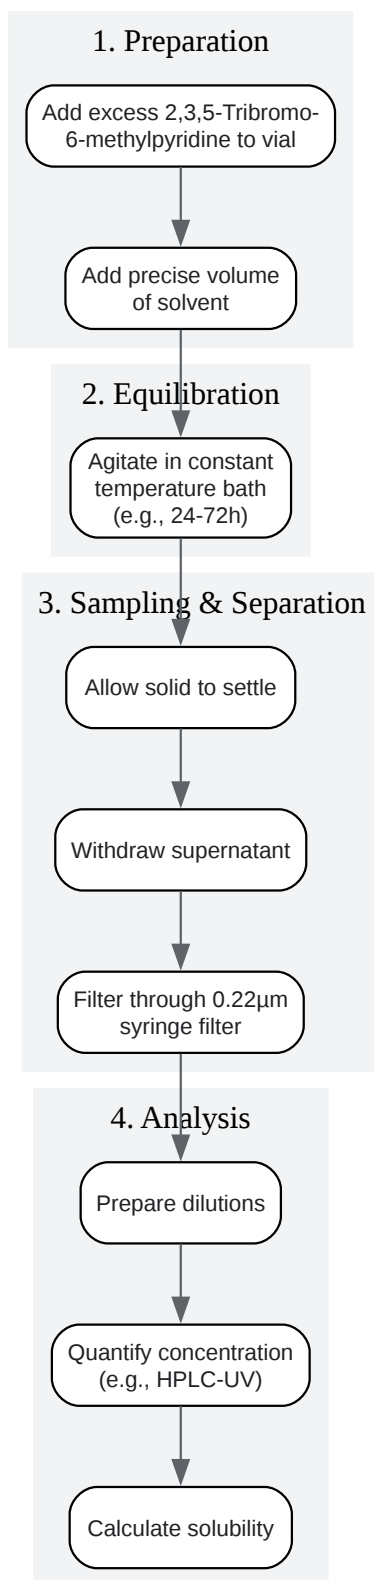 1. Preparation
Add excess 2,3,5-Tribromo-
6-methylpyridine to vial
Add precise volume
of solvent
2. Equilibration
Agitate in constant
temperature bath
(e.g., 24-72h)
3. Sampling & Separation
Allow solid to settle
Withdraw supernatant
Filter through 0.22µm
syringe filter
4. Analysis
Prepare dilutions
Quantify concentration
(e.g., HPLC-UV)
Calculate solubility